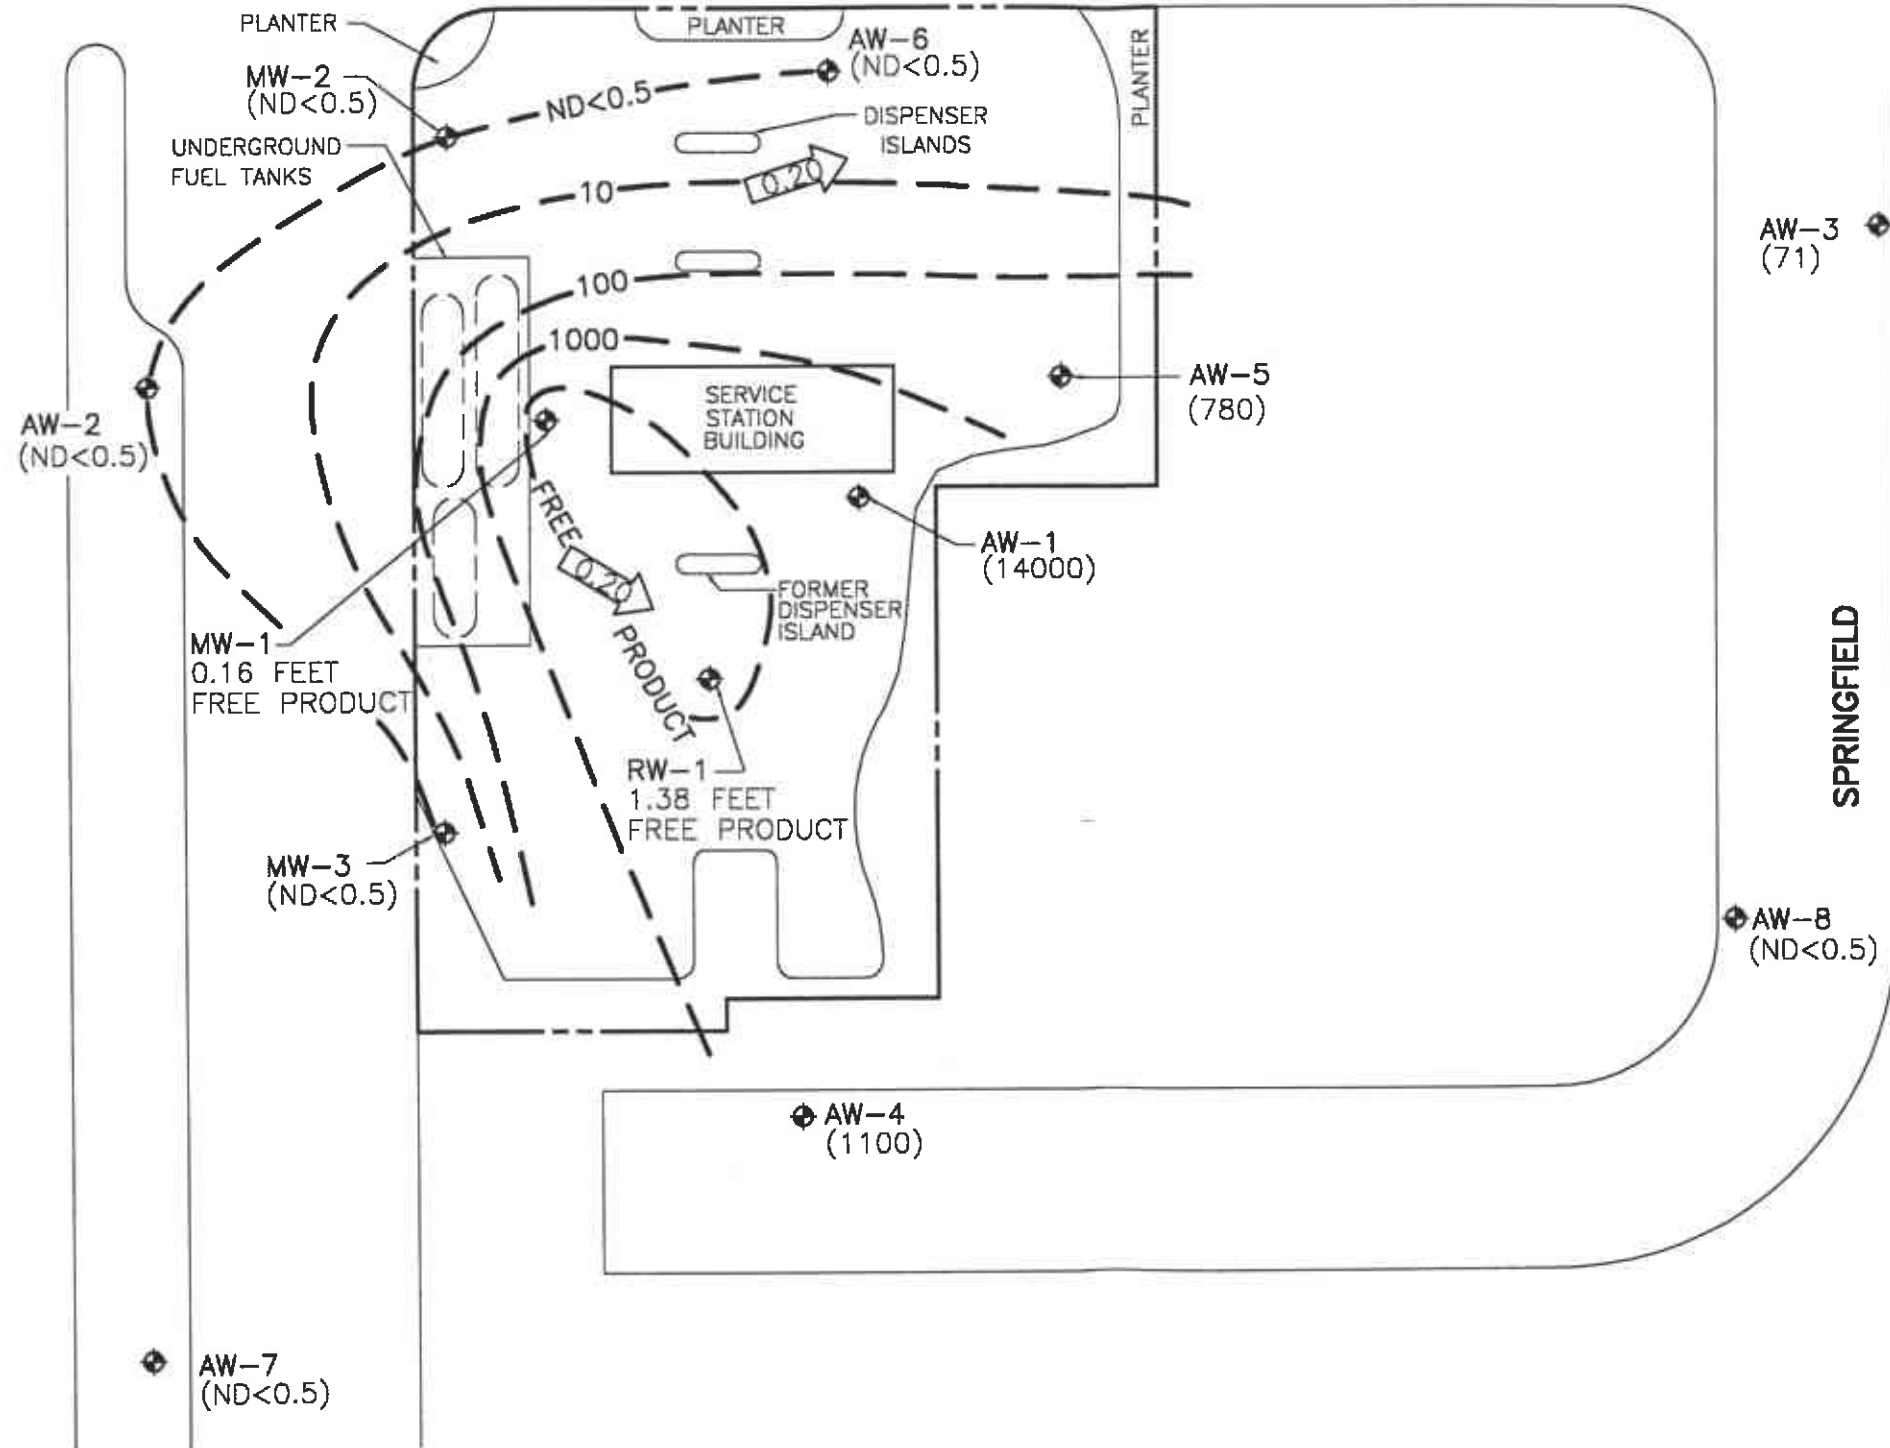 PLANTER
PLANTER
PLANTER
AW-6
(ND<0.5)
MW-2
(ND<0.5)
ND<0.5
DISPENSER
ISLANDS
UNDERGROUND
FUEL TANKS
0.20
10
AW-3
(71)
100
1000
SERVICE
STATION
BUILDING
AW-5
(780)
AW-2
(ND<0.5)
FREE
AW-1
(14000)
0.20
FORMER
DISPENSER
ISLAND
PRODUCT
MW-1
0.16 FEET
FREE PRODUCT
SPRINGFIELD
RW-1
1.38 FEET
FREE PRODUCT
MW-3
(ND<0.5)
AW-8
(ND<0.5)
AW-4
(1100)
AW-7
(ND<0.5)